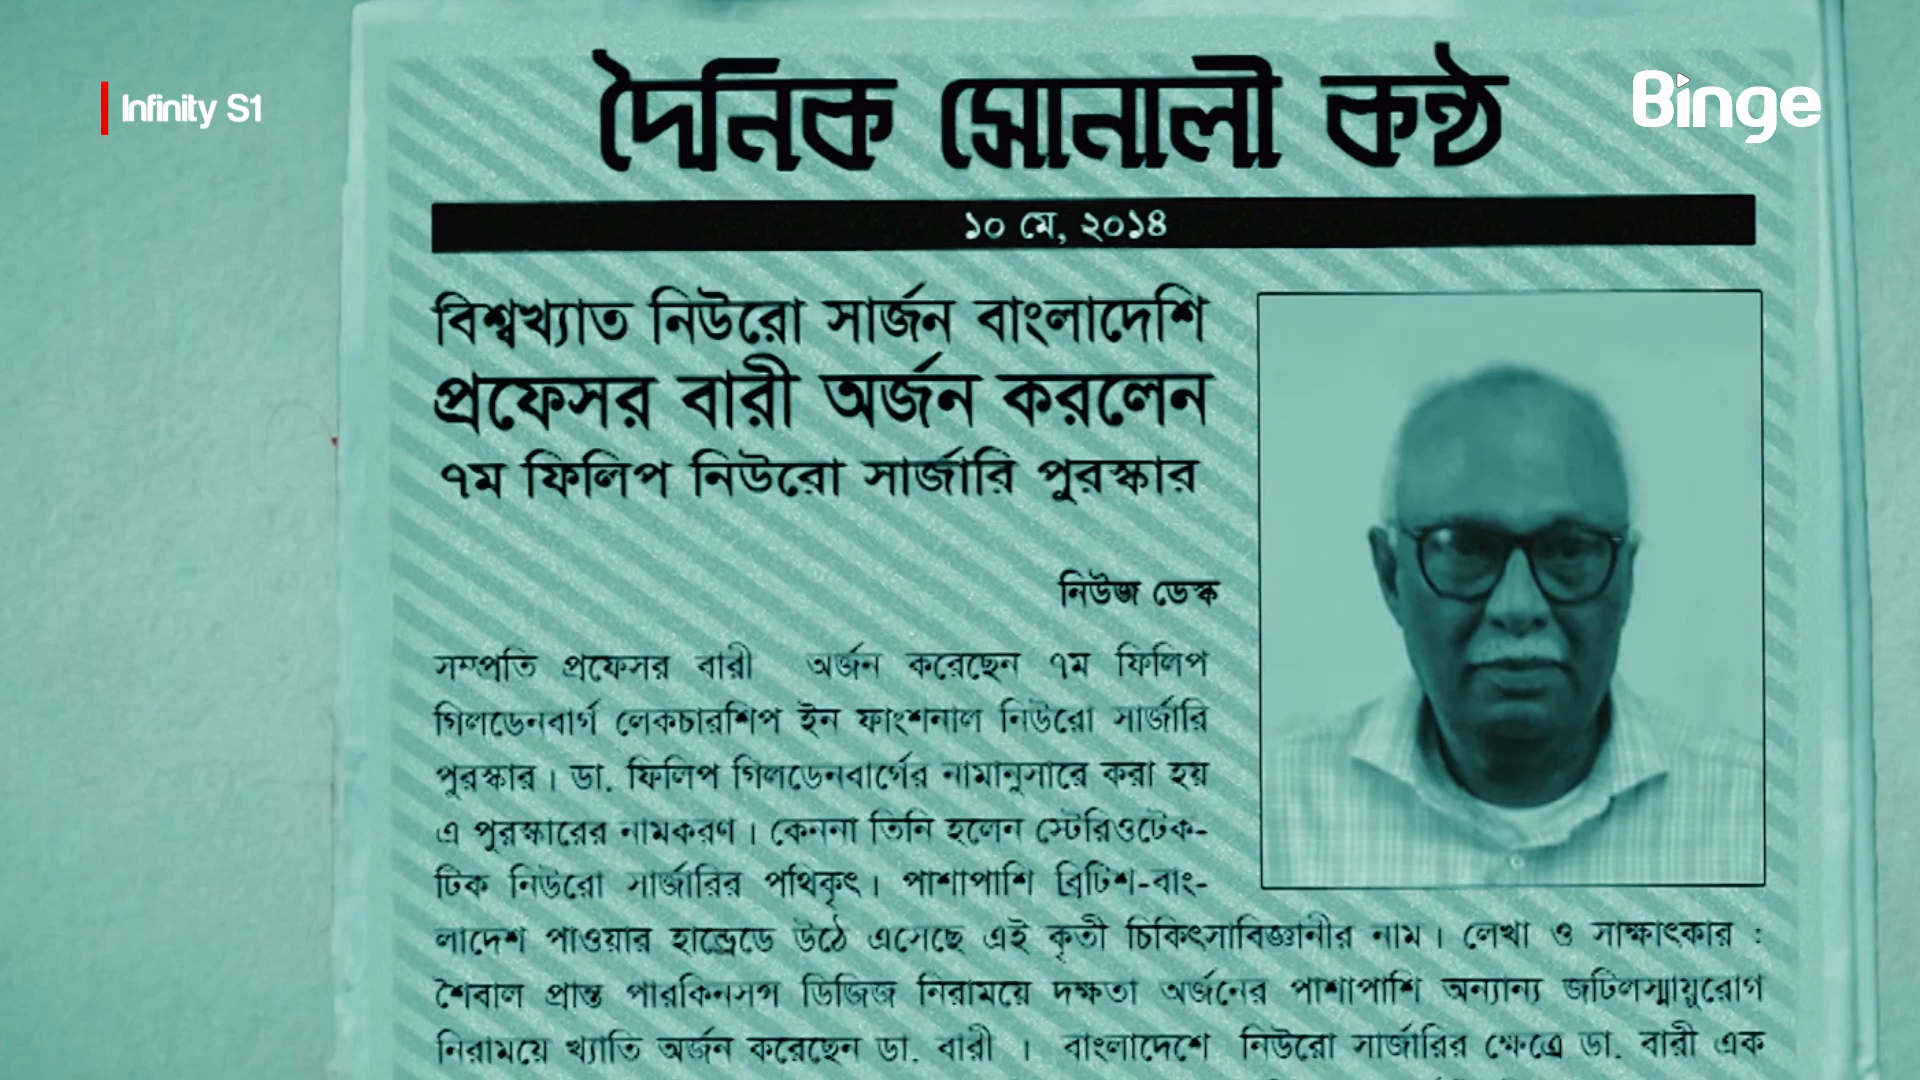 Infinity S1
Binge
দৈনিক সোনালী কন্ঠ
১০ মে, ২০১৪
বিশ্বখ্যাত নিউরো সার্জন বাংলাদেশি
প্রফেসর বারী অর্জন করলেন
৭ম ফিলিপ নিউরো সার্জারি পুরস্কার
নিউজ ডেস্ক
সম্প্রতি প্রফেসর বারী অর্জন করেছেন ৭ম ফিলিপ
গিলডেনবার্গ লেকচারশিপ ইন ফাংশনাল নিউরো সার্জারি
পুরস্কার। ডা. ফিলিপ গিলডেনবার্গের নামানুসারে করা হয়
এ পুরস্কারের নামকরণ। কেননা তিনি হলেন স্টেরিওটেক-
টিক নিউরো সার্জারির পথিকৃৎ। পাশাপাশি ব্রিটিশ-বাং-
লাদেশ পাওয়ার হান্ড্রেডে উঠে এসেছে এই কৃতী চিকিৎসাবিজ্ঞানীর নাম। লেখা ও সাক্ষাৎকার :
শৈবাল প্রান্ত পারকিনসন্স ডিজিজ নিরাময়ে দক্ষতা অর্জনের পাশাপাশি অন্যান্য জটিলস্নায়ুরোগ
নিরাময়ে খ্যাতি অর্জন করেছেন ডা. বারী । বাংলাদেশে নিউরো সার্জারির ক্ষেত্রে ডা. বারী এক